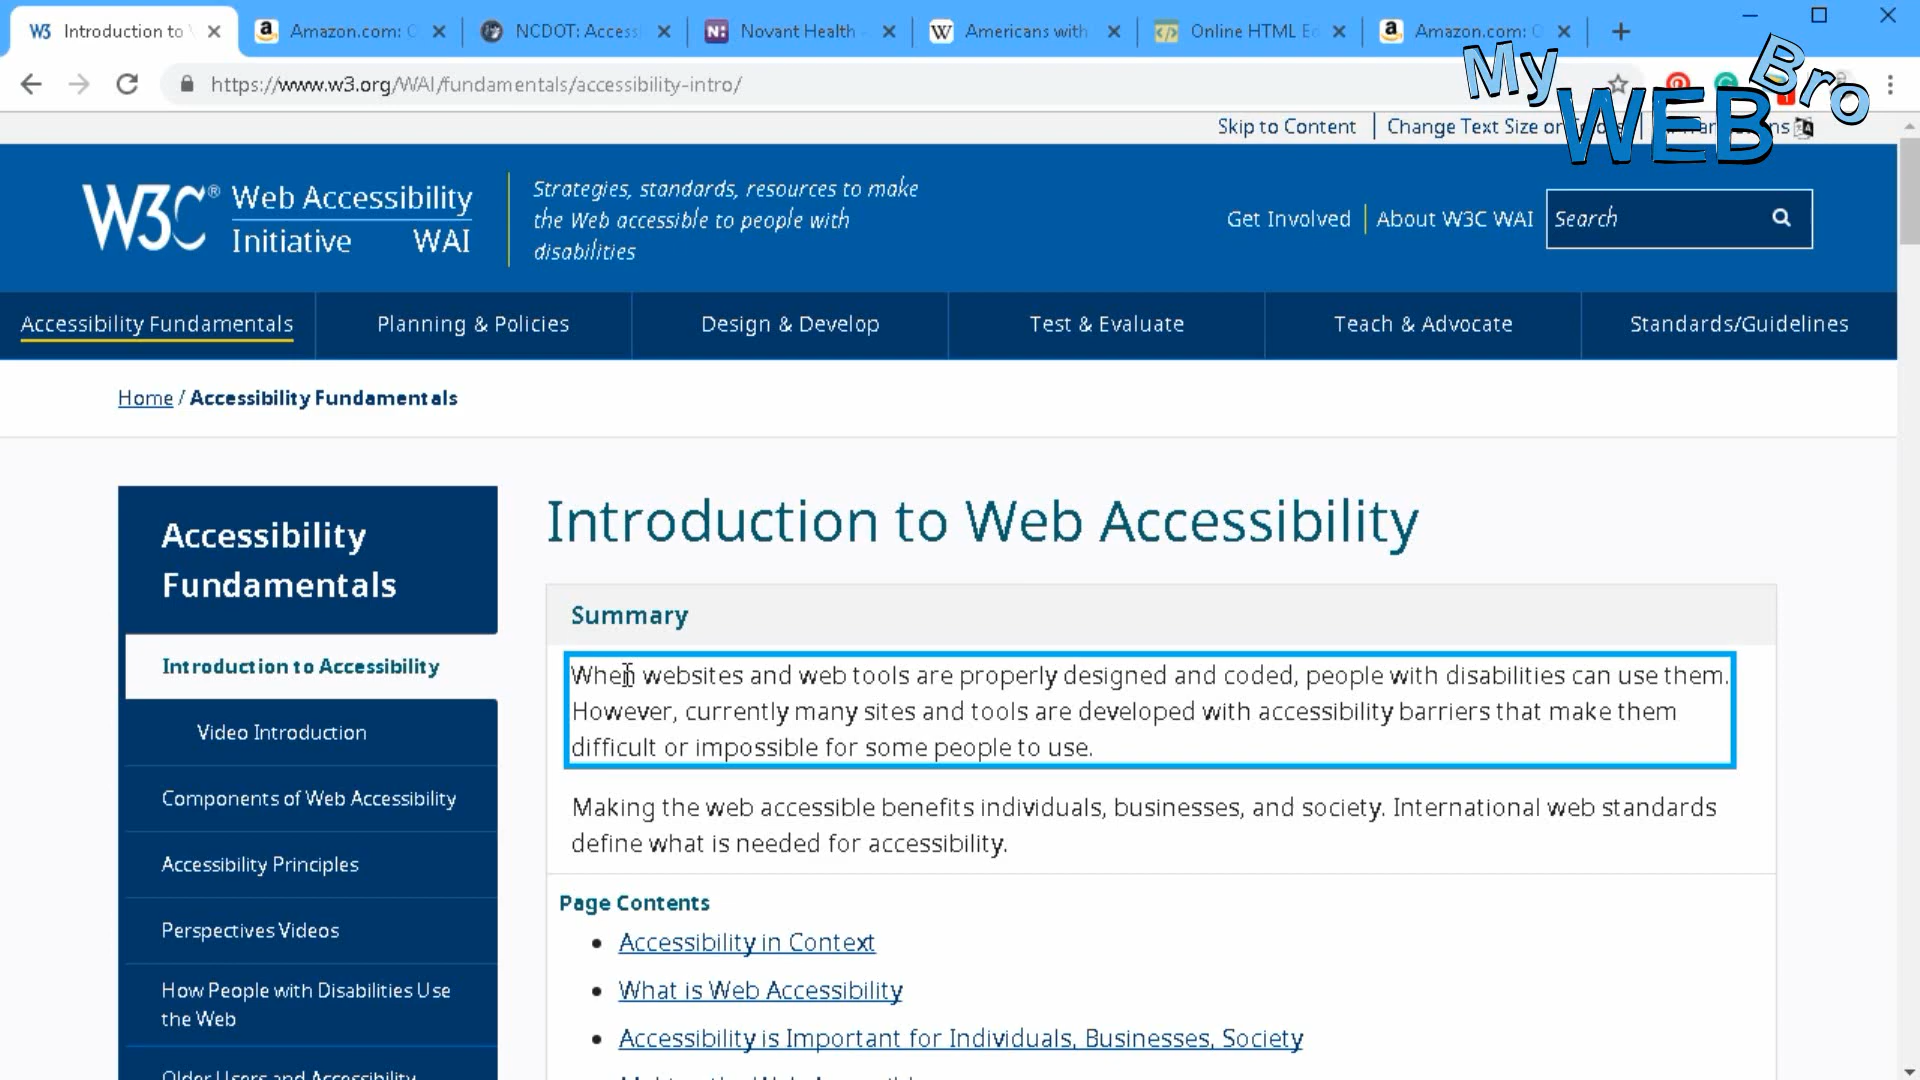 Introduction to
Amazon.com:
NCDOT: Access
Novant Health -
Americans with
Online HTML Ed
Amazon.com:
https://www.w3.org/WAI/fundamentals/accessibility-intro/
My WEB Bro
Skip to Content
Change Text Size or
W3C® Web Accessibility
Initiative WAI
Strategies, standards, resources to make
the Web accessible to people with
disabilities
Get Involved
About W3C WAI
Search
Accessibility Fundamentals
Planning & Policies
Design & Develop
Test & Evaluate
Teach & Advocate
Standards/Guidelines
Home / Accessibility Fundamentals
Accessibility
Fundamentals
Introduction to Accessibility
Video Introduction
Components of Web Accessibility
Accessibility Principles
Perspectives Videos
How People with Disabilities Use
the Web
Older Users and Accessibility
Introduction to Web Accessibility
Summary
When websites and web tools are properly designed and coded, people with disabilities can use them.
However, currently many sites and tools are developed with accessibility barriers that make them
difficult or impossible for some people to use.
Making the web accessible benefits individuals, businesses, and society. International web standards
define what is needed for accessibility.
Page Contents
Accessibility in Context
What is Web Accessibility
Accessibility is Important for Individuals, Businesses, Society